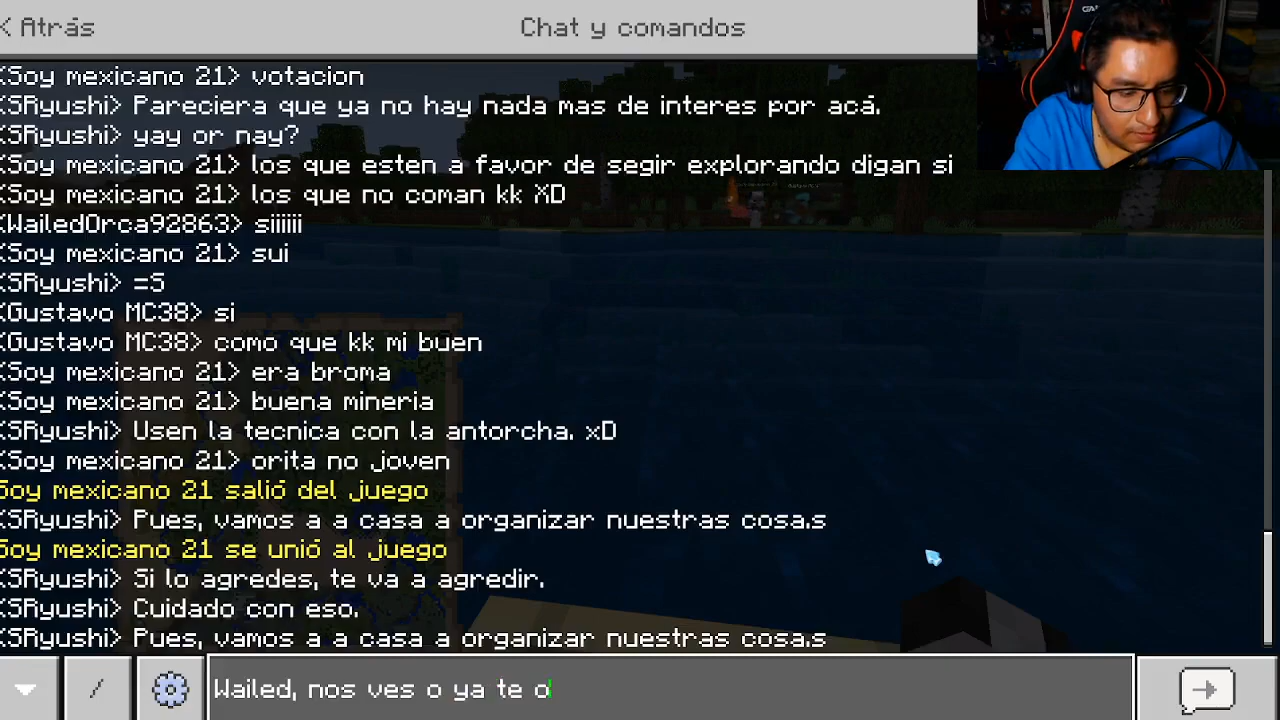 < Atrás
Chat y comandos
<Soy mexicano 21> votacion
<SRyushi> Pareciera que ya no hay nada mas de interes por acá.
<SRyushi> yay or nay?
<Soy mexicano 21> los que esten a favor de segir explorando digan si
<Soy mexicano 21> los que no coman kk XD
<WailedOrca92863> siiiiii
<Soy mexicano 21> sui
<SRyushi> =S
<Gustavo MC38> si
<Gustavo MC38> como que kk mi buen
<Soy mexicano 21> era broma
<Soy mexicano 21> buena mineria
<SRyushi> Usen la tecnica con la antorcha. xD
<Soy mexicano 21> orita no joven
Soy mexicano 21 salió del juego
<SRyushi> Pues, vamos a a casa a organizar nuestras cosa.s
Soy mexicano 21 se unió al juego
<SRyushi> Si lo agredes, te va a agredir.
<SRyushi> Cuidado con eso.
<SRyushi> Pues, vamos a a casa a organizar nuestras cosa.s
/
Wailed, nos ves o ya te o